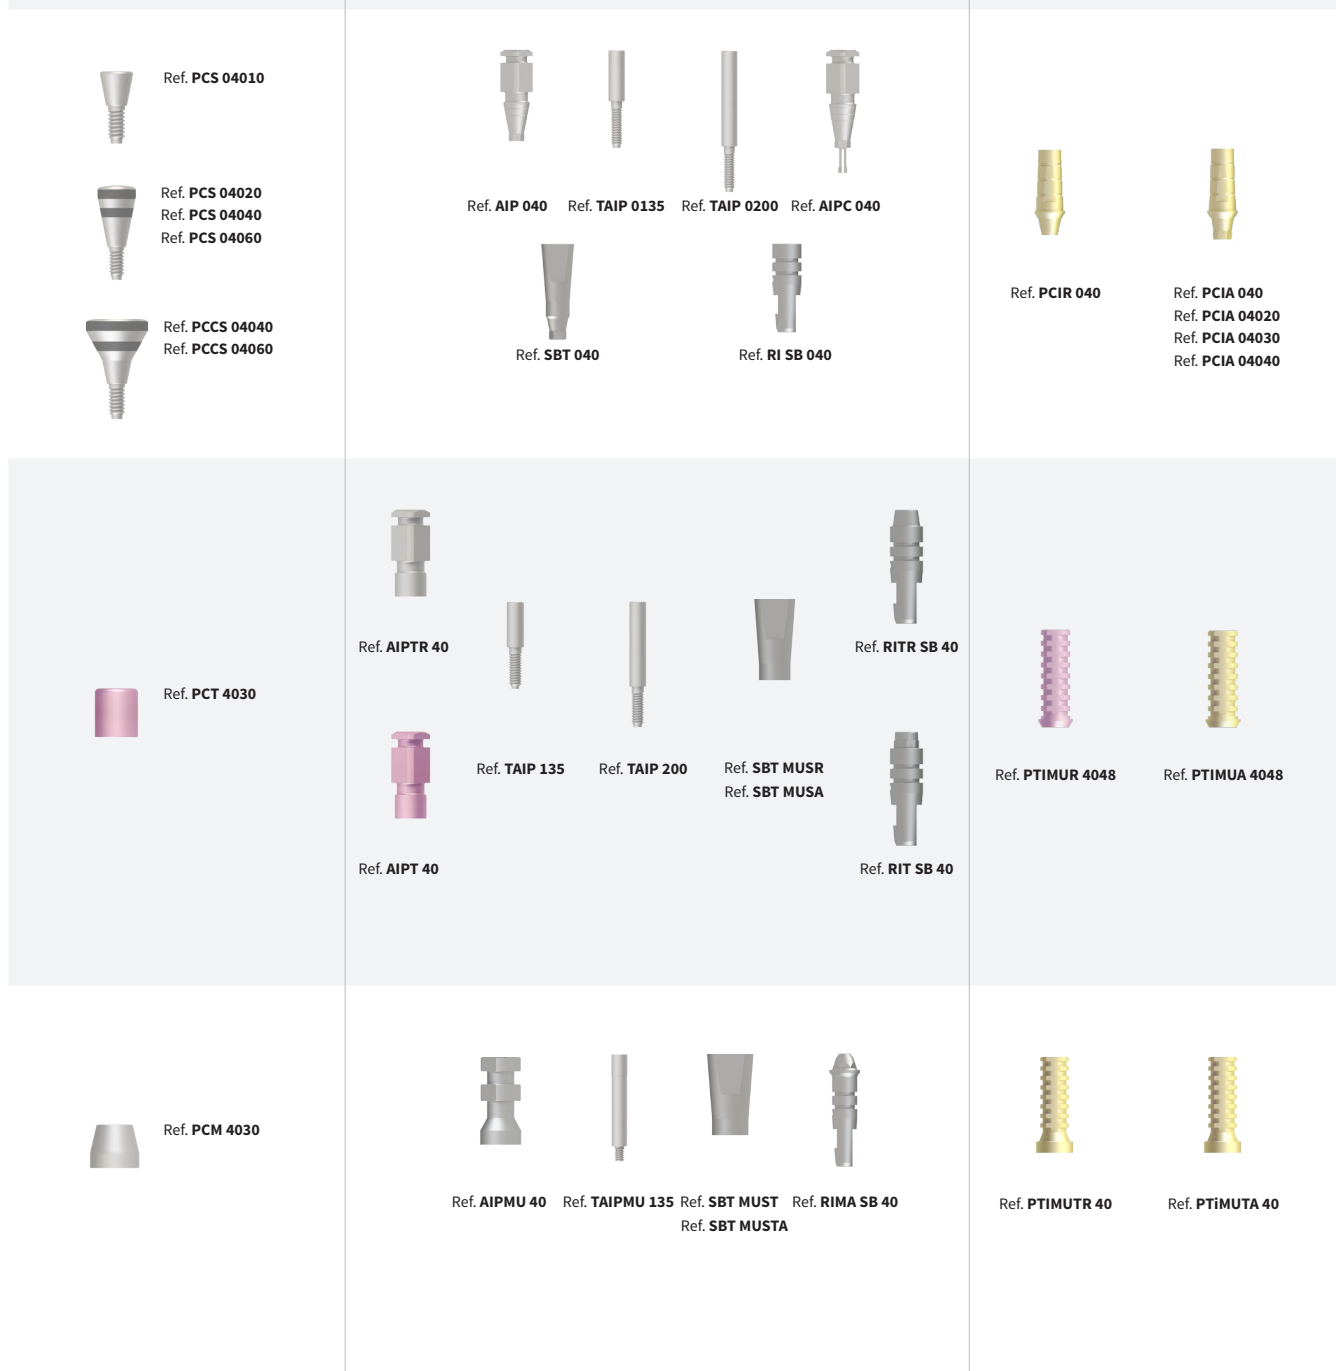 Ref. PCS 04010
Ref. PCS 04020
Ref. PCS 04040
Ref. PCS 04060
Ref. PCCS 04040
Ref. PCCS 04060
Ref. AIP 040
Ref. TAIP 0135
Ref. TAIP 0200
Ref. AIPC 040
Ref. SBT 040
Ref. RI SB 040
Ref. PCIR 040
Ref. PCIA 040
Ref. PCIA 04020
Ref. PCIA 04030
Ref. PCIA 04040
Ref. PCT 4030
Ref. AIPTR 40
Ref. AIPT 40
Ref. TAIP 135
Ref. TAIP 200
Ref. SBT MUSR
Ref. SBT MUSA
Ref. RITR SB 40
Ref. RIT SB 40
Ref. PTIMUR 4048
Ref. PTIMUA 4048
Ref. PCM 4030
Ref. AIPMU 40
Ref. TAIPMU 135
Ref. SBT MUST
Ref. SBT MUSTA
Ref. RIMA SB 40
Ref. PTIMUTR 40
Ref. PTiMUTA 40